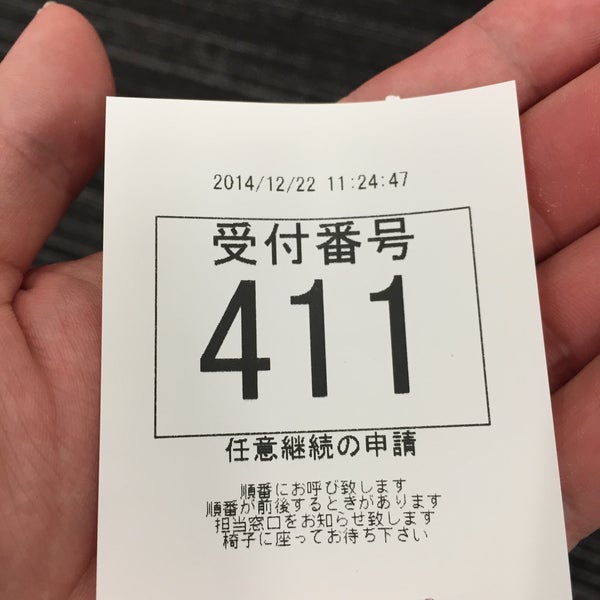 2014/12/22 11:24:47
受付番号
411
任意継続の申請
順番にお呼び致します
順番が前後するときがあります
担当窓口をお知らせ致します
椅子に座ってお待ち下さい